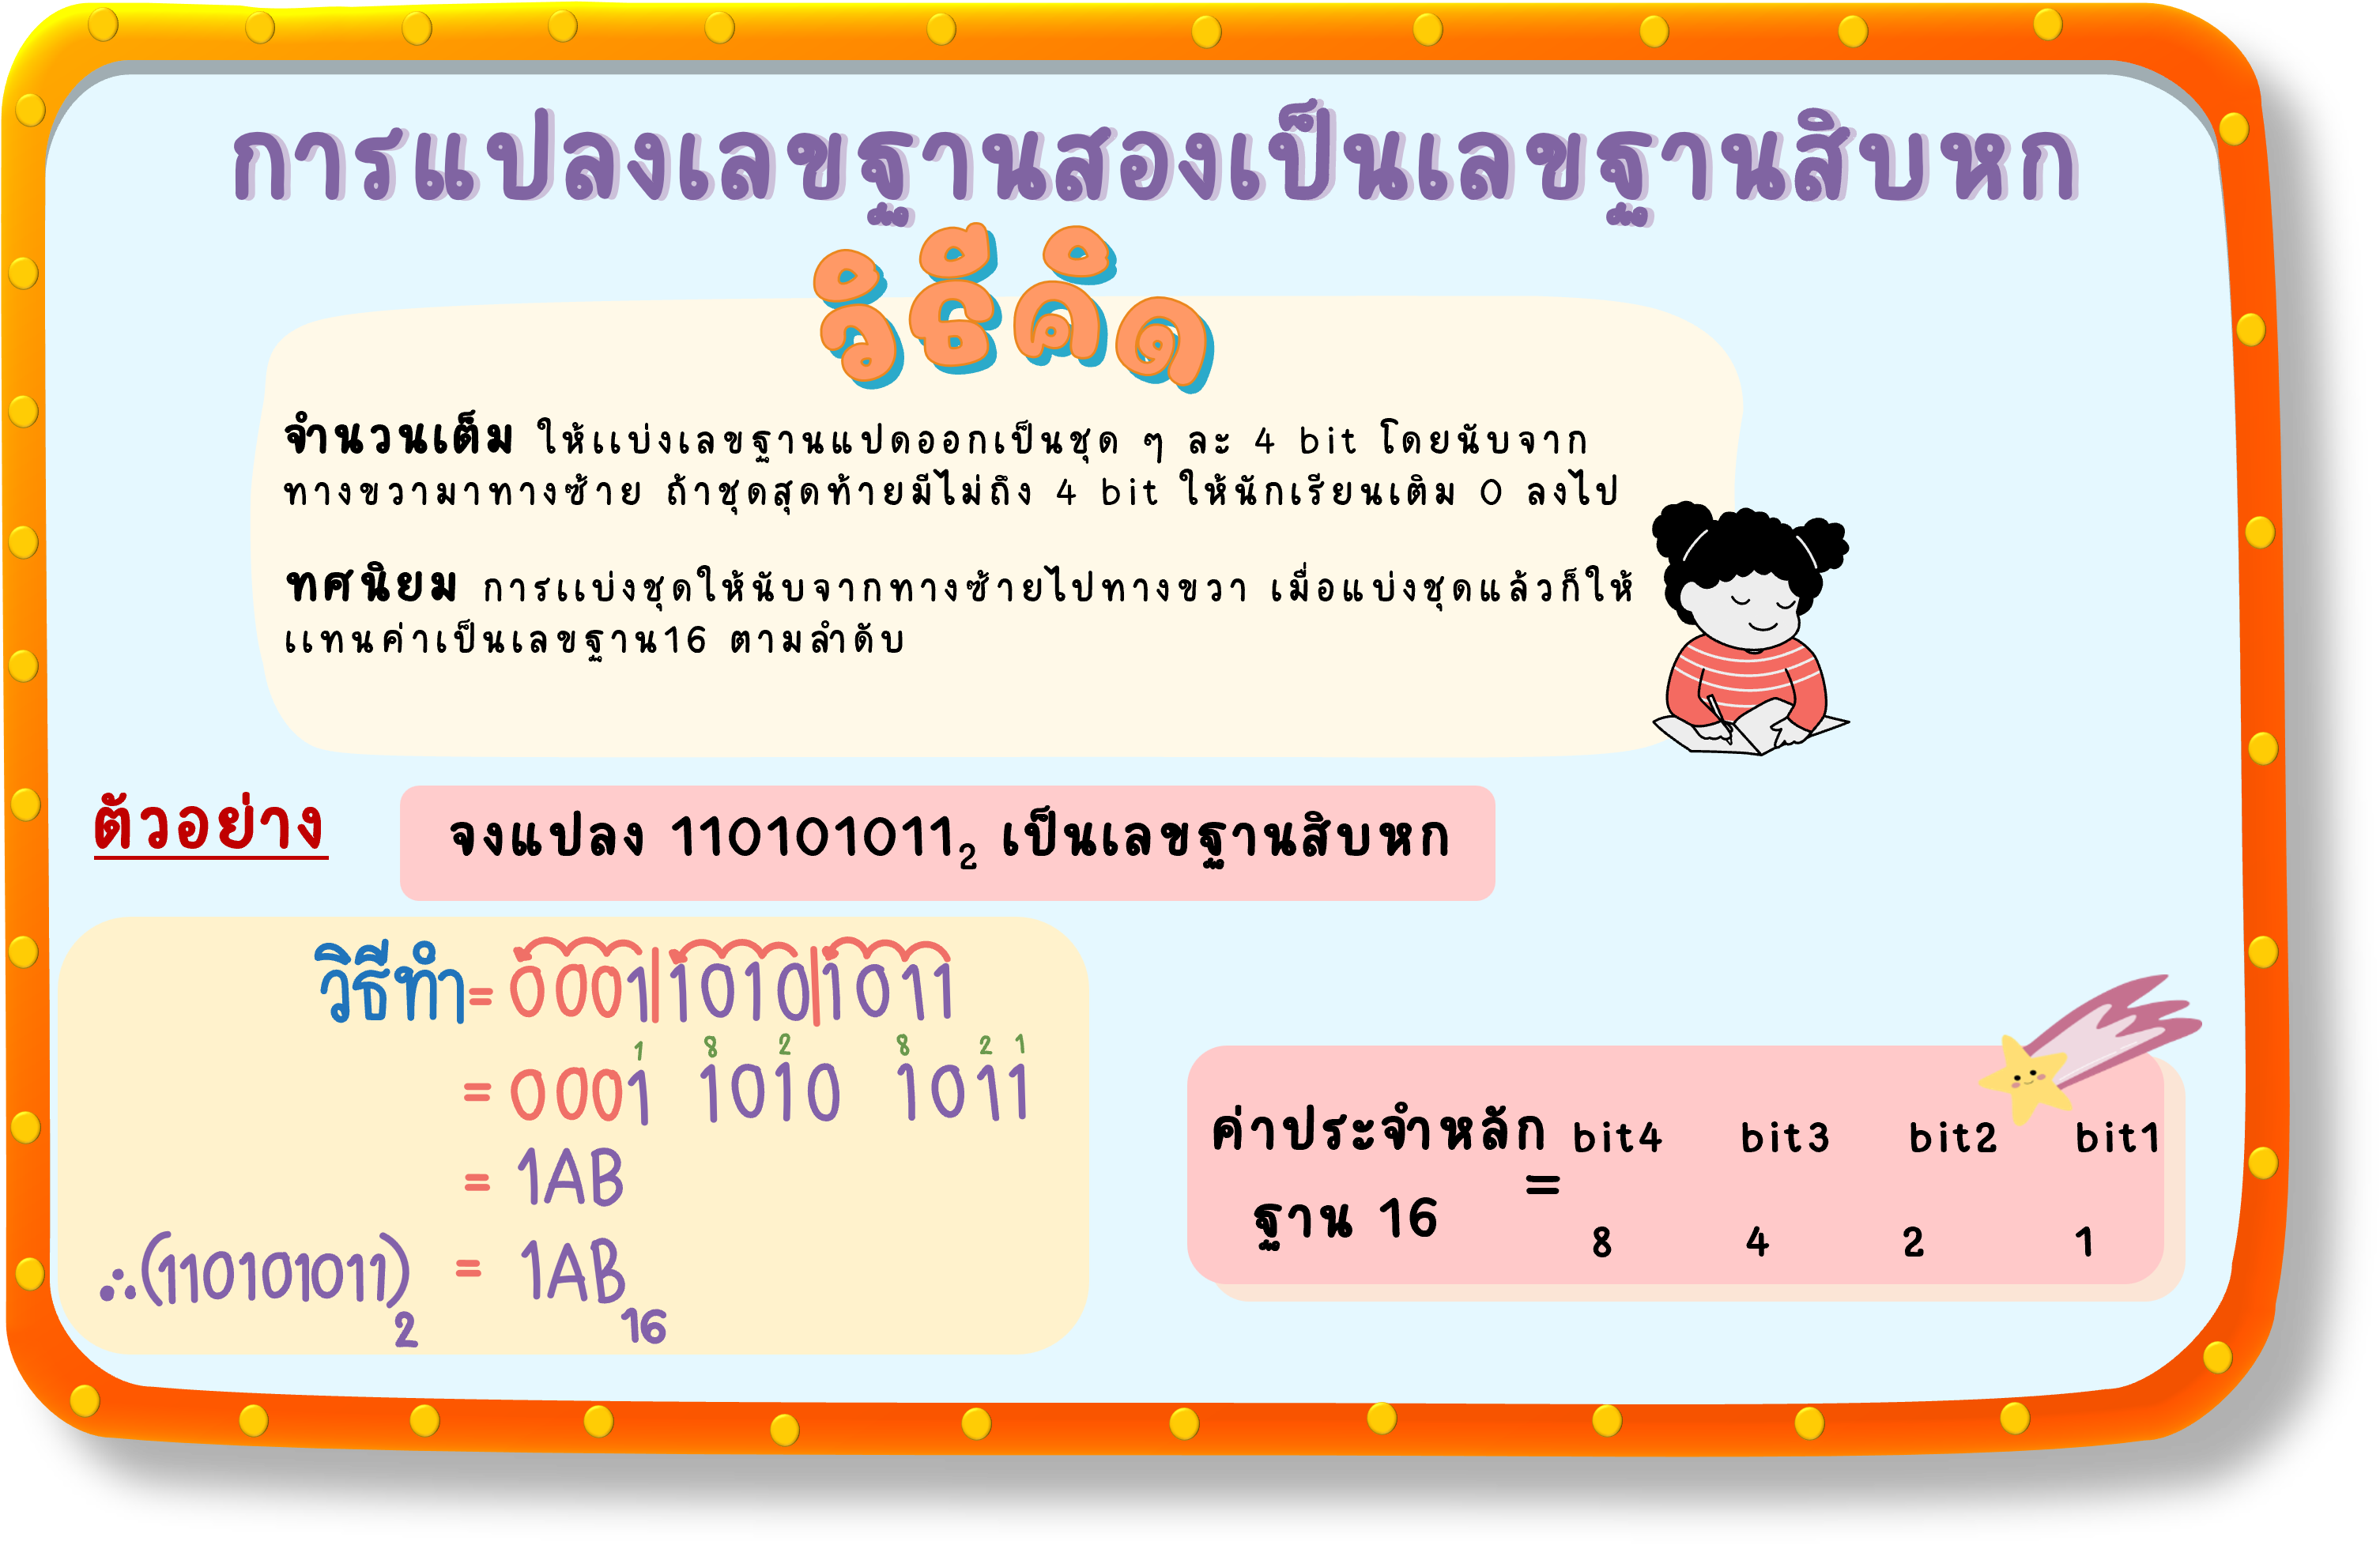 การแปลงเลขฐานสองเป็นเลขฐานสิบหก
วิธีคิด
จำนวนเต็ม ให้แบ่งเลขฐานแปดออกเป็นชุด ๆ ละ 4 bit โดยนับจาก
ทางขวามาทางซ้าย ถ้าชุดสุดท้ายมีไม่ถึง 4 bit ให้นักเรียนเติม 0 ลงไป
ทศนิยม การแบ่งชุดให้นับจากทางซ้ายไปทางขวา เมื่อแบ่งชุดแล้วก็ให้
แทนค่าเป็นเลขฐาน16 ตามลำดับ
ตัวอย่าง
จงแปลง 110101011₂ เป็นเลขฐานสิบหก
วิธีทำ = 0001|1010|1011
1 8 2 8 2 1
= 0001 1010 1011
= 1AB
∴(110101011)₂ = 1AB₁₆
ค่าประจำหลัก bit4 bit3 bit2 bit1
ฐาน 16 = 8 4 2 1